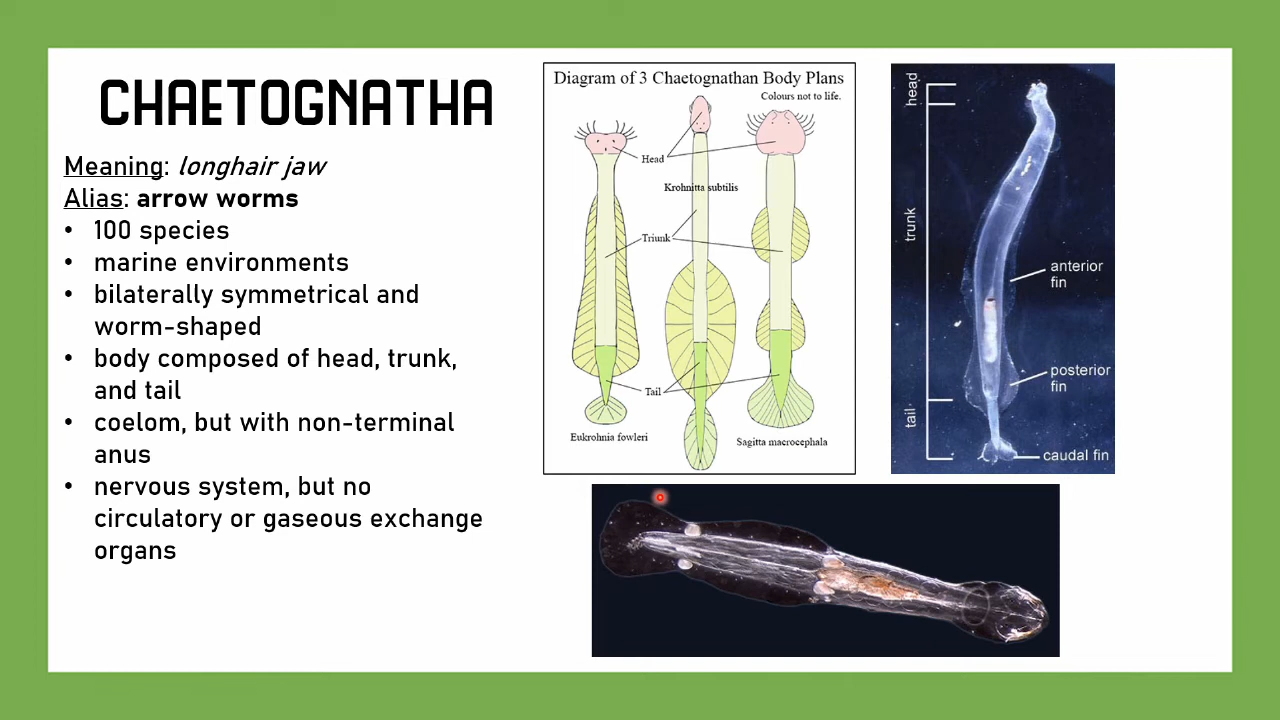 CHAETOGNATHA
Meaning: longhair jaw
Alias: arrow worms
• 100 species
• marine environments
• bilaterally symmetrical and
worm-shaped
• body composed of head, trunk,
and tail
• coelom, but with non-terminal
anus
• nervous system, but no
circulatory or gaseous exchange
organs
Diagram of 3 Chaetognathan Body Plans
Colours not to life.
Head
Krohnitta subtilis
Triunk
Tail
Eukrohnia fowleri
Sagitta macrocephala
head
trunk
anterior
fin
posterior
fin
tail
caudal fin